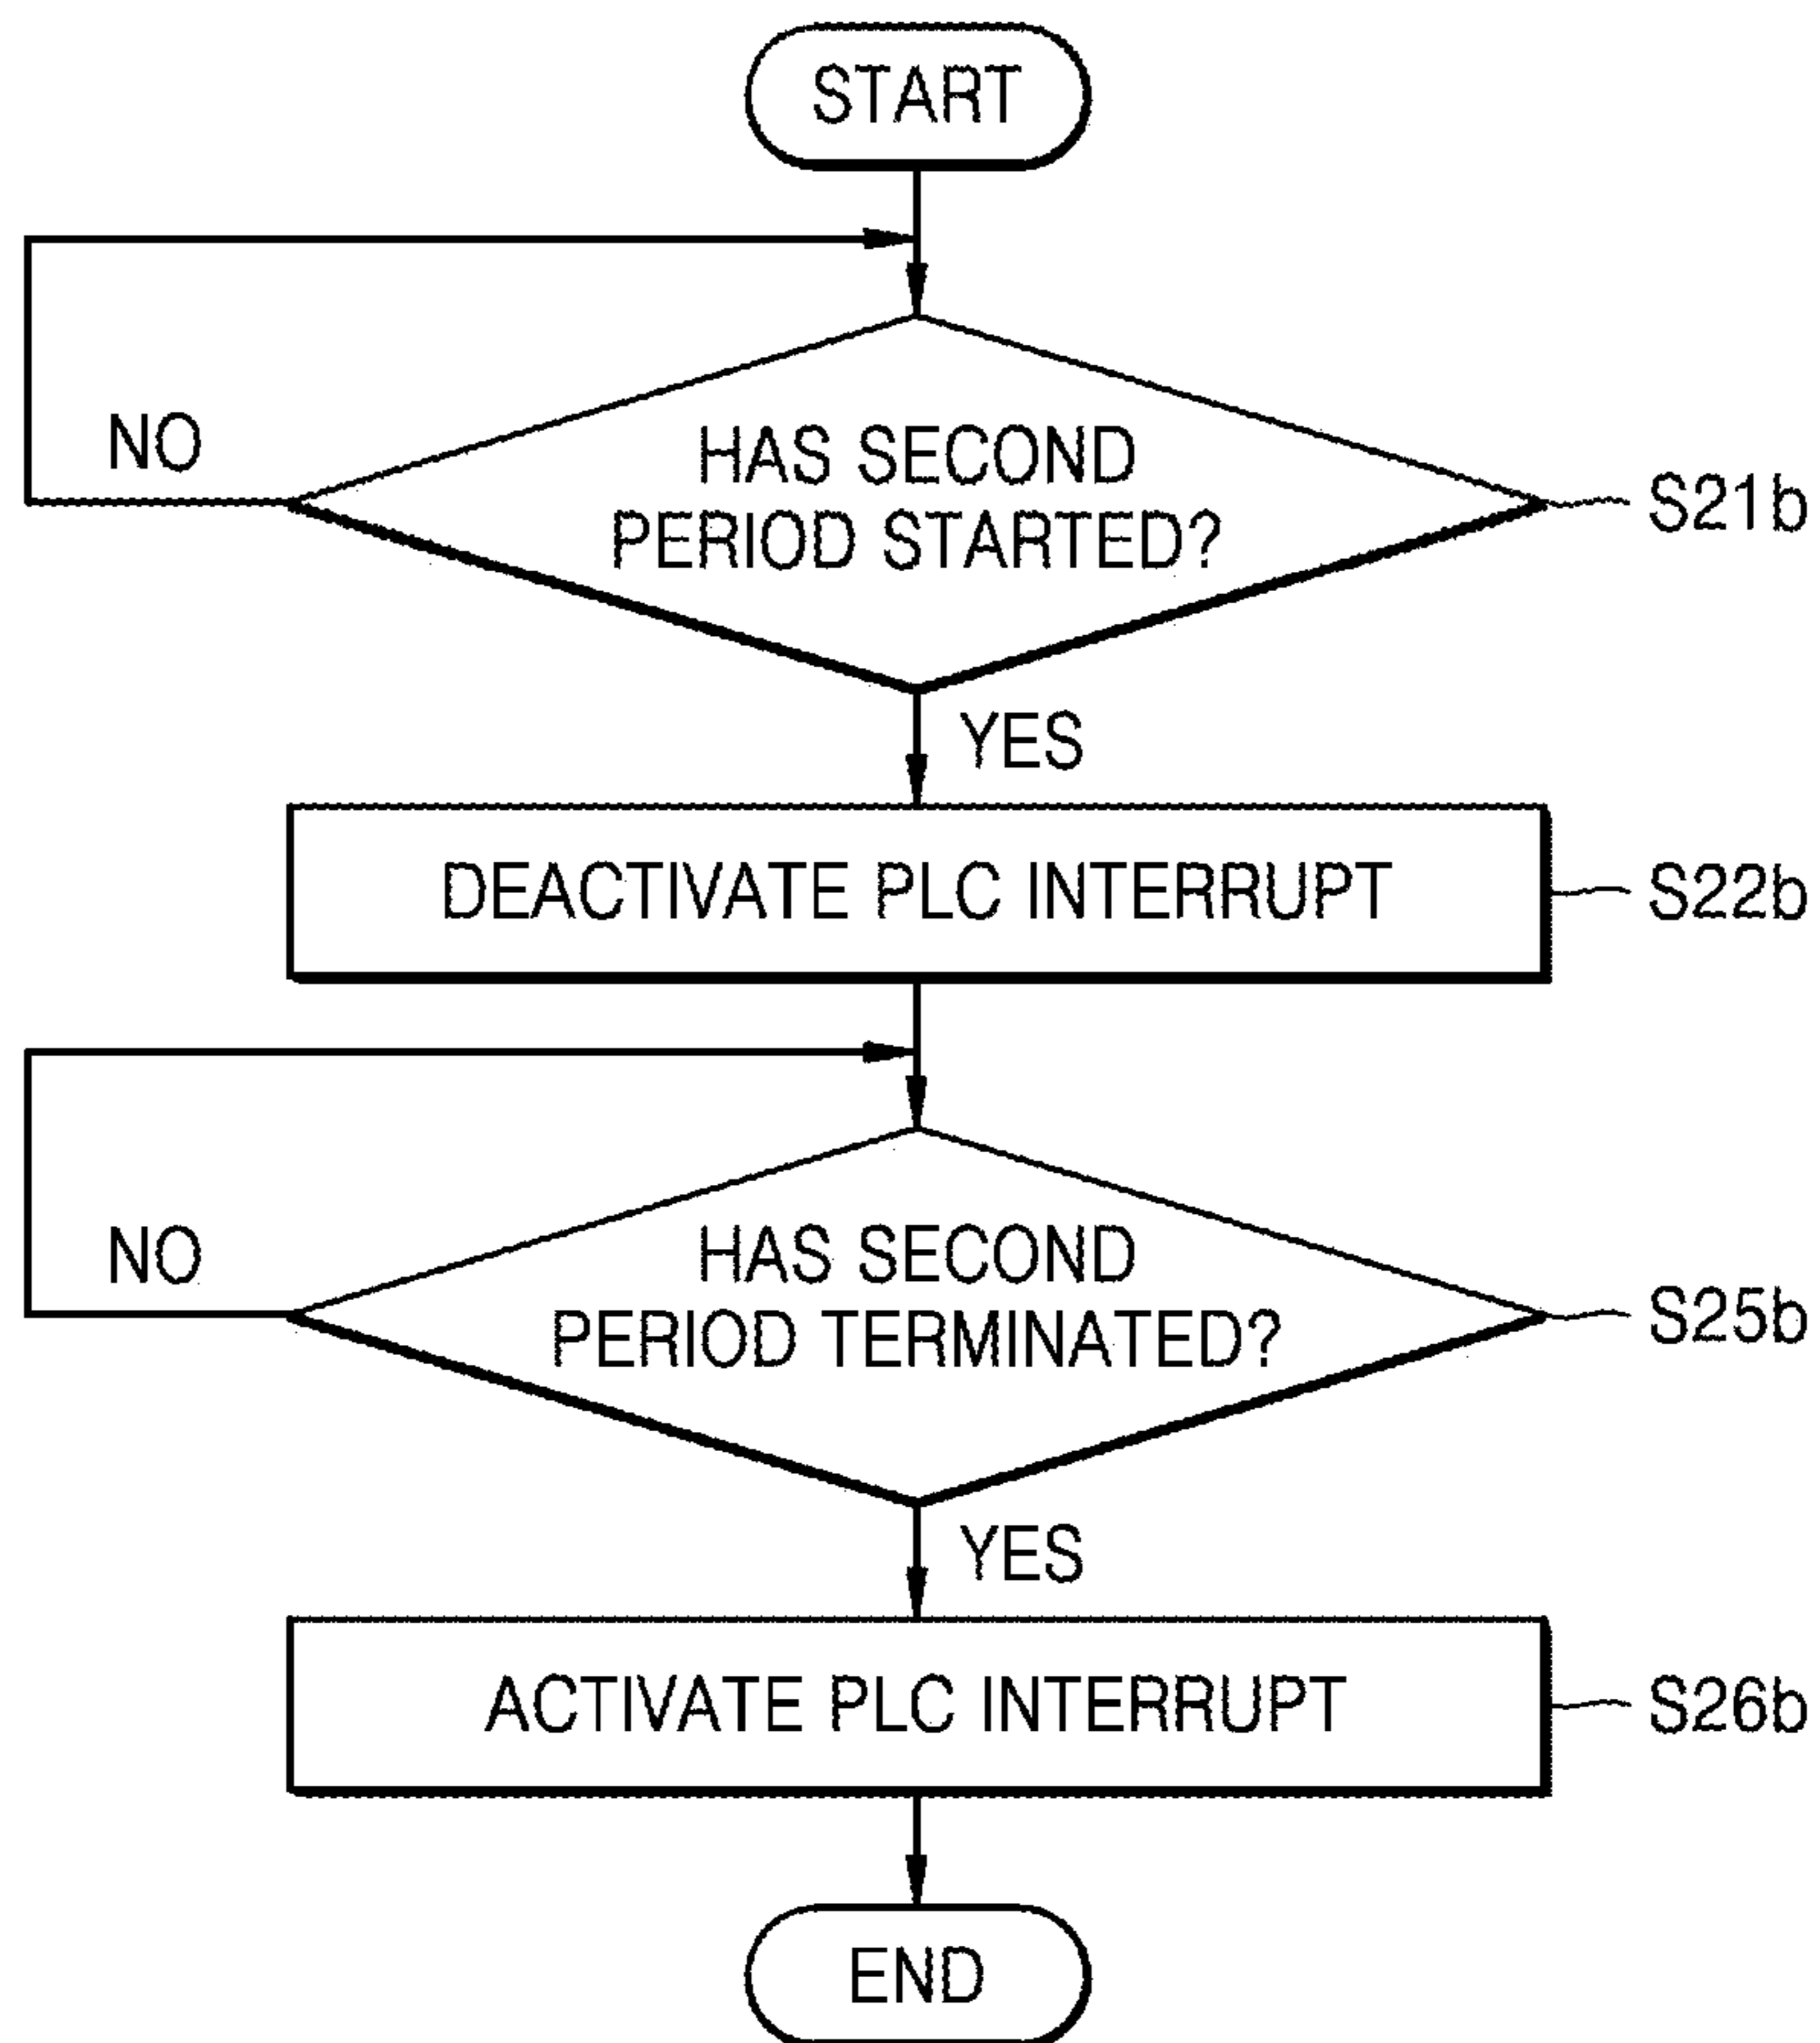 START
NO
HAS SECOND
PERIOD STARTED?
S21b
YES
DEACTIVATE PLC INTERRUPT
S22b
NO
HAS SECOND
PERIOD TERMINATED?
S25b
YES
ACTIVATE PLC INTERRUPT
S26b
END